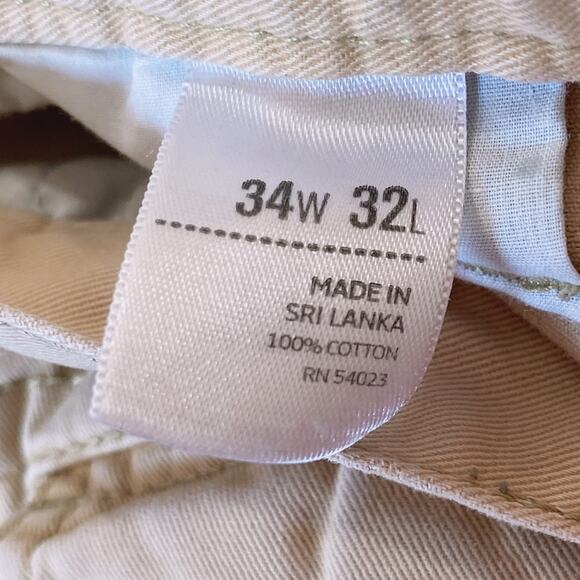 34W 32L
MADE IN
SRI LANKA
100% COTTON
RN 54023